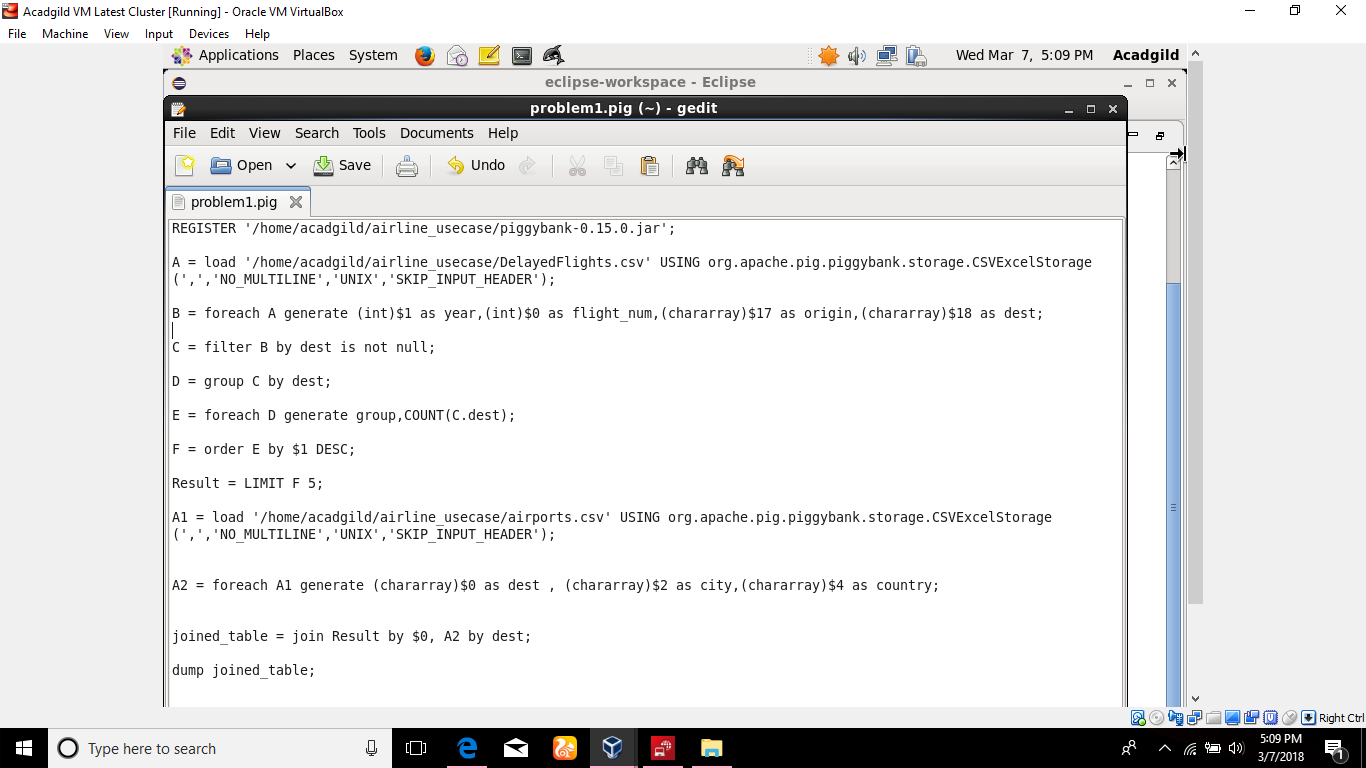 Acadgild VM Latest Cluster [Running] - Oracle VM VirtualBox
File Machine View Input Devices Help
Applications Places System Wed Mar 7, 5:09 PM Acadgild
eclipse-workspace - Eclipse
problem1.pig (~) - gedit
File Edit View Search Tools Documents Help
Open Save Undo
problem1.pig
REGISTER '/home/acadgild/airline_usecase/piggybank-0.15.0.jar';
A = load '/home/acadgild/airline_usecase/DelayedFlights.csv' USING org.apache.pig.piggybank.storage.CSVExcelStorage
(',','NO_MULTILINE','UNIX','SKIP_INPUT_HEADER');
B = foreach A generate (int)$1 as year,(int)$0 as flight_num,(chararray)$17 as origin,(chararray)$18 as dest;
C = filter B by dest is not null;
D = group C by dest;
E = foreach D generate group,COUNT(C.dest);
F = order E by $1 DESC;
Result = LIMIT F 5;
A1 = load '/home/acadgild/airline_usecase/airports.csv' USING org.apache.pig.piggybank.storage.CSVExcelStorage
(',','NO_MULTILINE','UNIX','SKIP_INPUT_HEADER');
A2 = foreach A1 generate (chararray)$0 as dest , (chararray)$2 as city,(chararray)$4 as country;
joined_table = join Result by $0, A2 by dest;
dump joined_table;
Right Ctrl
Type here to search
5:09 PM
3/7/2018
1